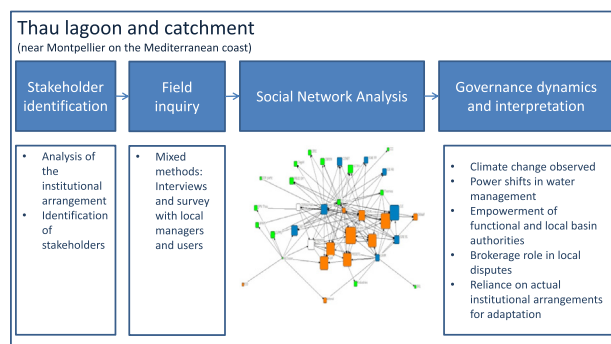 Thau lagoon and catchment
(near Montpellier on the Mediterranean coast)
Stakeholder
identification
Field
inquiry
Social Network Analysis
Governance dynamics
and interpretation
• Analysis of
the
institutional
arrangement
• Identification
of
stakeholders
• Mixed
methods:
Interviews
and survey
with local
managers
and users
• Climate change observed
• Power shifts in water
management
• Empowerment of
functional and local basin
authorities
• Brokerage role in local
disputes
• Reliance on actual
institutional arrangements
for adaptation